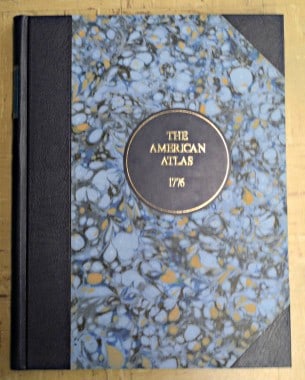 THE
AMERICAN
ATLAS
1776